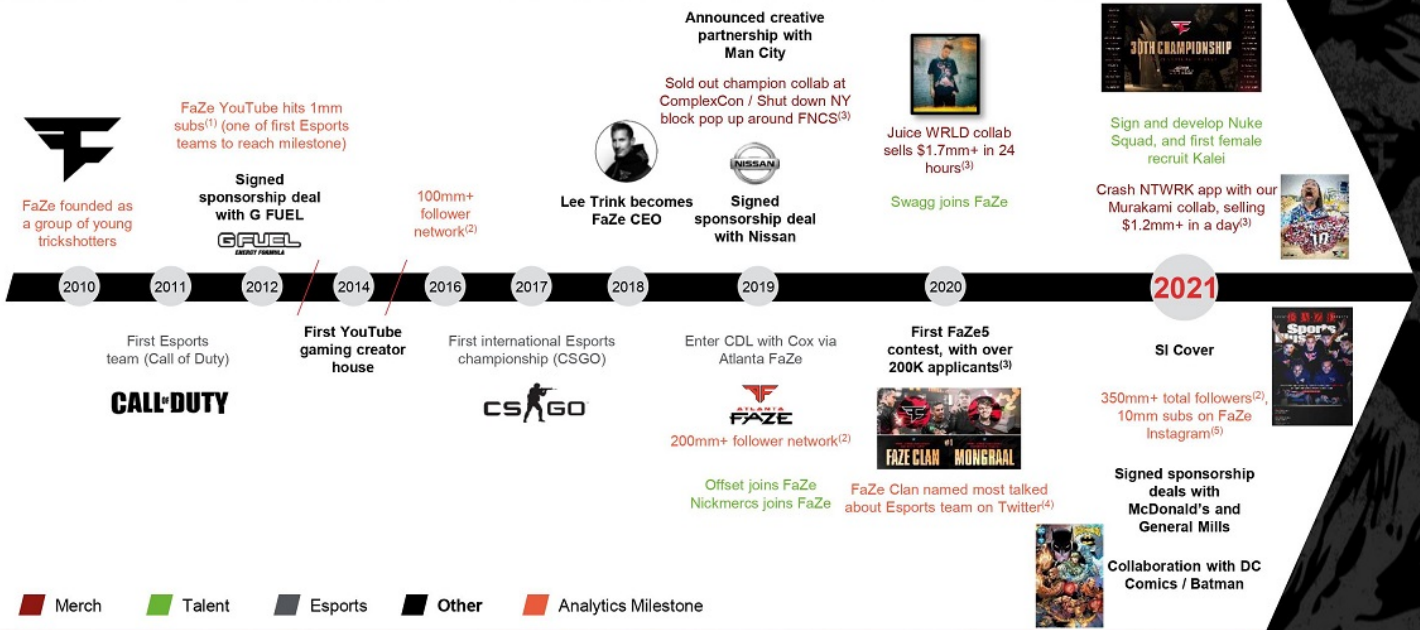 Announced creative
partnership with
Man City
Sold out champion collab at
ComplexCon / Shut down NY
block pop up around FNCS(3)
30TH CHAMPIONSHIP
FaZe YouTube hits 1mm
subs(1) (one of first Esports
teams to reach milestone)
Juice WRLD collab
sells $1.7mm+ in 24
hours(3)
Sign and develop Nuke
Squad, and first female
recruit Kalei
NISSAN
Signed
sponsorship deal
with G FUEL
G FUEL
ENERGY FORMULA
FaZe founded as
a group of young
trickshotters
100mm+
follower
network(2)
Lee Trink becomes
FaZe CEO
Signed
sponsorship deal
with Nissan
Swagg joins FaZe
Crash NTWRK app with our
Murakami collab, selling
$1.2mm+ in a day(3)
10
2010
2011
2012
2014
2016
2017
2018
2019
2020
2021
First Esports
team (Call of Duty)
CALL OF DUTY
First YouTube
gaming creator
house
First international Esports
championship (CSGO)
CS GO
Enter CDL with Cox via
Atlanta FaZe
ATLANTA
FAZE
200mm+ follower network(2)
Offset joins FaZe
Nickmercs joins FaZe
First FaZe5
contest, with over
200K applicants(3)
FAZE CLAN #1 MONGRAAL
FaZe Clan named most talked
about Esports team on Twitter(4)
SI Cover
Sports
350mm+ total followers(2),
10mm subs on FaZe
Instagram(5)
Signed sponsorship
deals with
McDonald's and
General Mills
Collaboration with DC
Comics / Batman
Merch
Talent
Esports
Other
Analytics Milestone